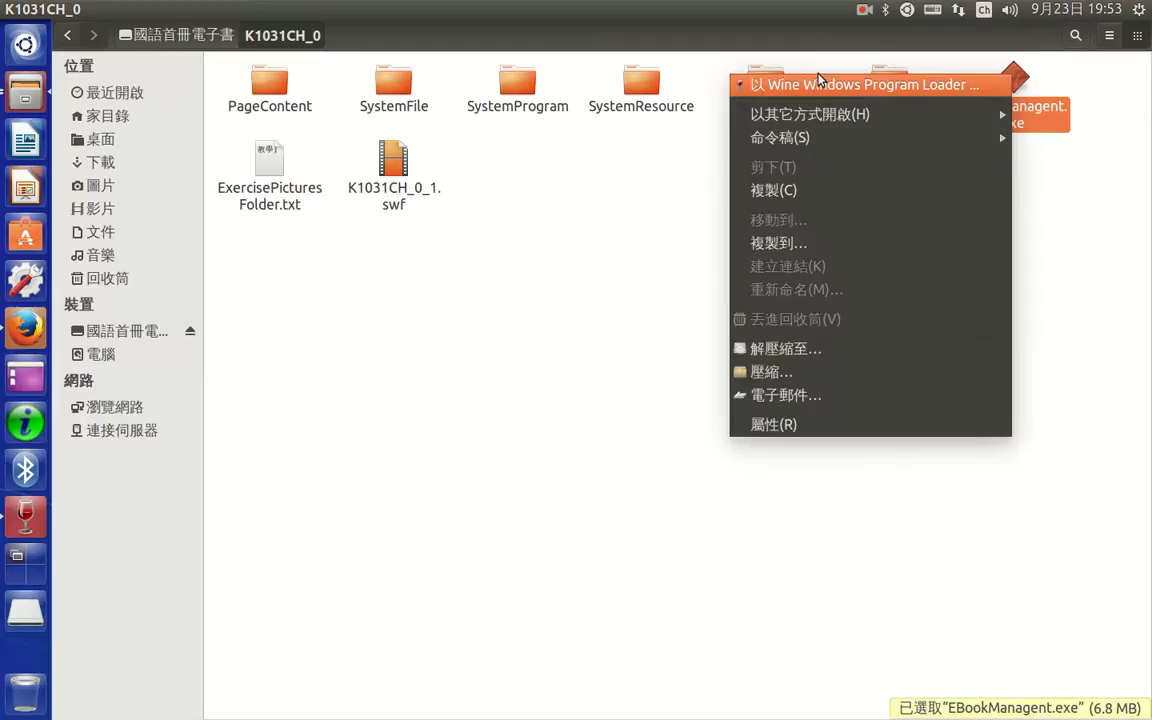 K1031CH_0
Ch
9月23日 19:53
國語首冊電子書
K1031CH_0
位置
最近開啟
家目錄
桌面
下載
圖片
影片
文件
音樂
回收筒
裝置
國語首冊電...
電腦
網路
瀏覽網路
連接伺服器
PageContent
SystemFile
SystemProgram
SystemResource
anagent.
xe
ExercisePictures
Folder.txt
K1031CH_0_1.
swf
以 Wine Windows Program Loader ...
以其它方式開啟(H)
命令稿(S)
剪下(T)
複製(C)
移動到...
複製到...
建立連結(K)
重新命名(M)...
丟進回收筒(V)
解壓縮至...
壓縮...
電子郵件...
屬性(R)
已選取“EBookManagent.exe” (6.8 MB)